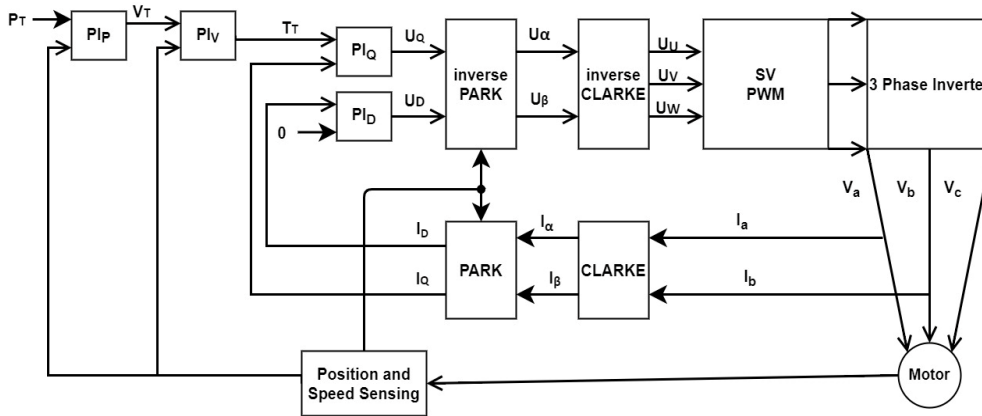 PT
VT
PIP
PIV
TT
PIQ
UQ
inverse
PARK
Uα
inverse
CLARKE
UU
UV
UW
SV
PWM
3 Phase Inverte
0
PID
UD
Uβ
Va
Vb
Vc
ID
IQ
PARK
Iα
Iβ
CLARKE
Ia
Ib
Position and
Speed Sensing
Motor